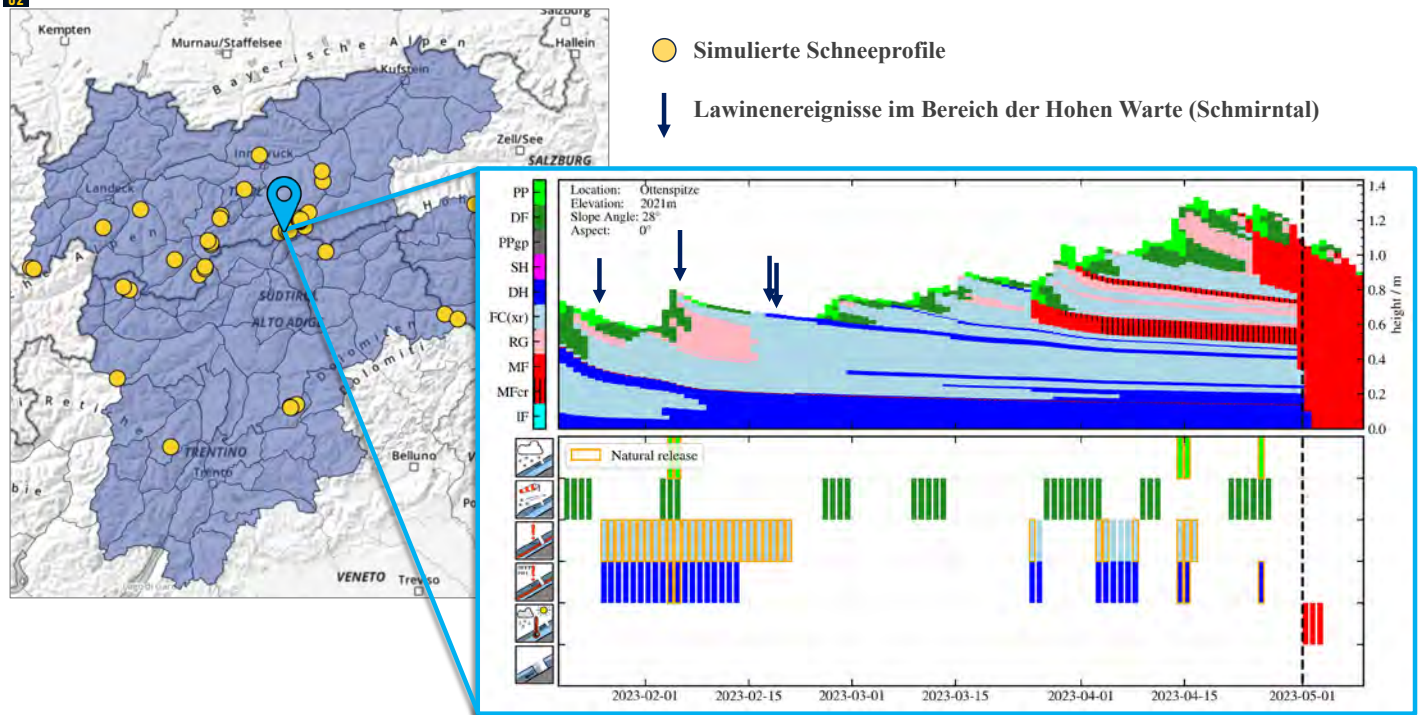 02
Kempten
Murnau/Staffelsee
Salzburg
Hallein
Bayerische Alpen
Kufstein
Zell/See
SALZBURG
Landeck
SÜDTIROL
ALTO ADIGE
Dolomiten
Dolomiti
TRENTINO
Trento
Belluno
VENETO
Treviso
Simulierte Schneeprofile
Lawinenereignisse im Bereich der Hohen Warte (Schmirntal)
Location: Ottenspitze
Elevation: 2021m
Slope Angle: 28°
Aspect: 0°
PP
DF
PPgp
SH
DH
FC(xr)
RG
MF
MFcr
IF
1.4
1.2
1.0
0.8
0.6
0.4
0.2
0.0
height / m
Natural release
2023-02-01
2023-02-15
2023-03-01
2023-03-15
2023-04-01
2023-04-15
2023-05-01